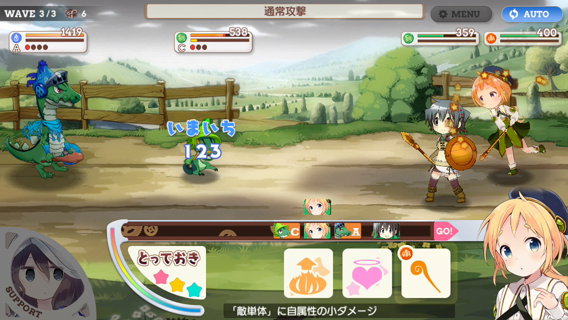 WAVE 3/3 6
通常攻撃
MENU
AUTO
1419
A
538
C
359
400
いまいち
123
C
A
GO!
とっておき
SUPPORT
「敵単体」に自属性の小ダメージ